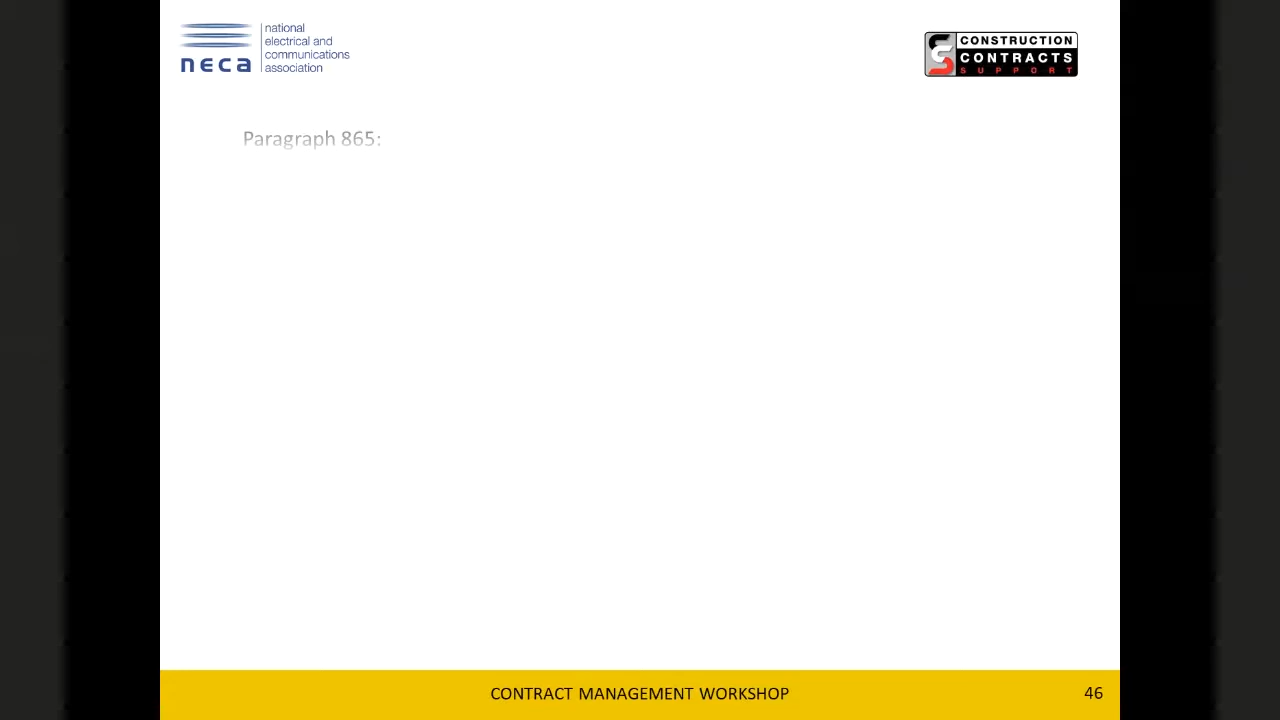 national
electrical and
communications
association
neca
CONSTRUCTION
CONTRACTS
SUPPORT
Paragraph 865:
CONTRACT MANAGEMENT WORKSHOP
46